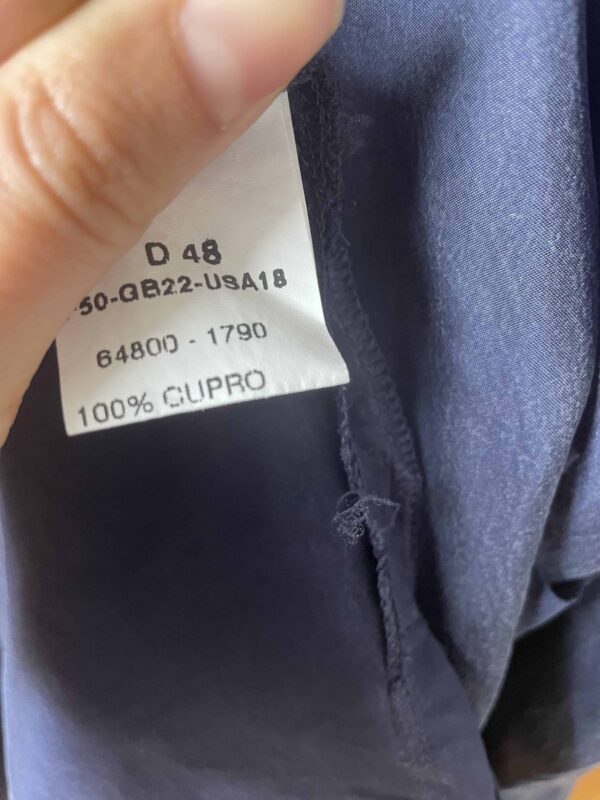 D 48
-50-GB22-USA18
64800 - 1790
100% CUPRO